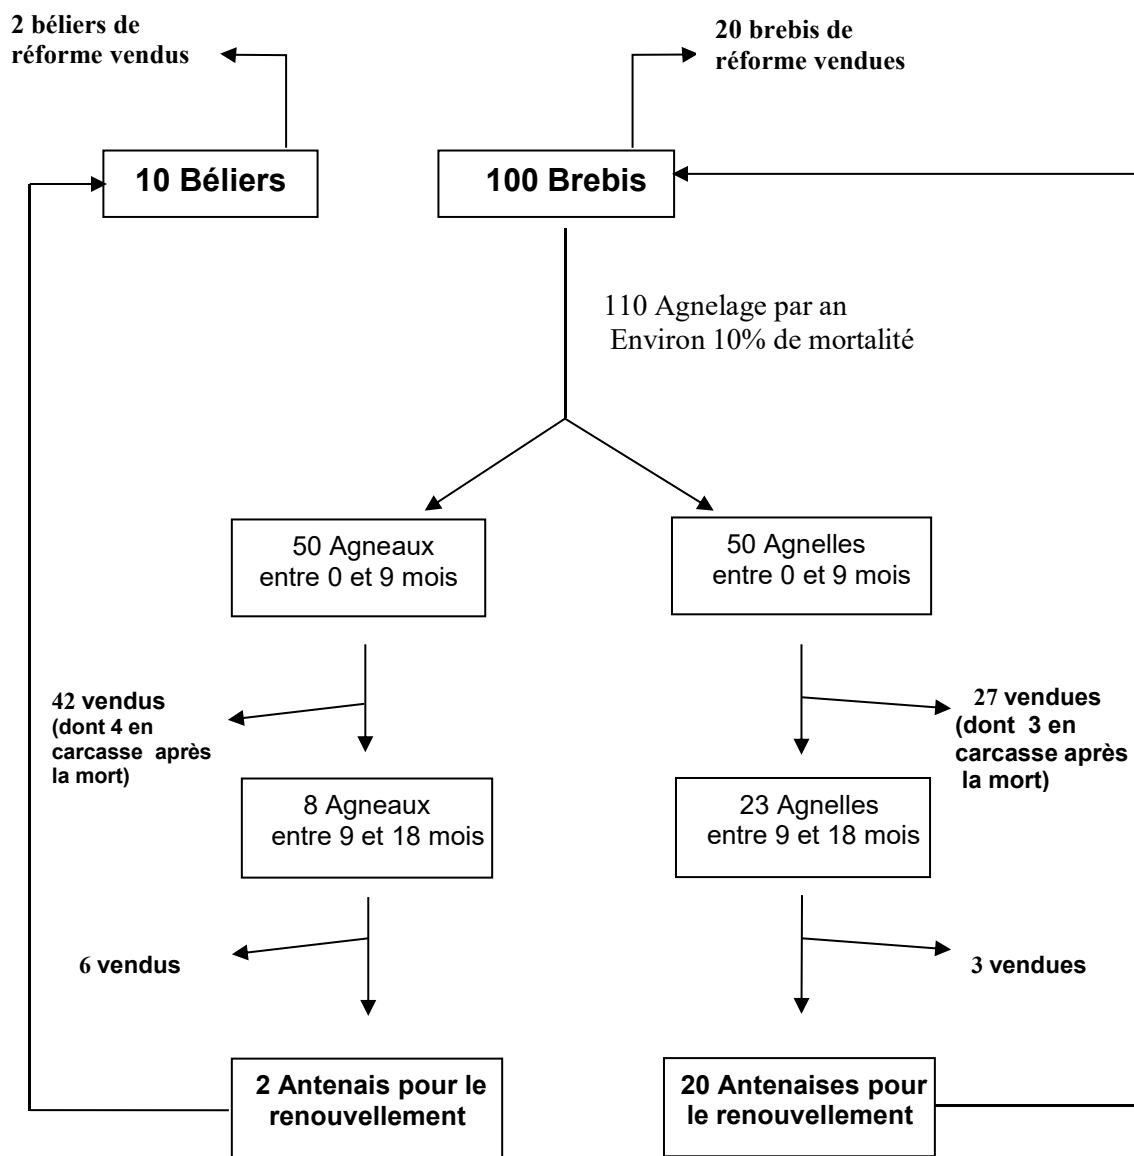 2 béliers de
réforme vendus
20 brebis de
réforme vendues
10 Béliers
100 Brebis
110 Agnelage par an
Environ 10% de mortalité
50 Agneaux
entre 0 et 9 mois
50 Agnelles
entre 0 et 9 mois
42 vendus
(dont 4 en
carcasse après
la mort)
27 vendues
(dont 3 en
carcasse après
la mort)
8 Agneaux
entre 9 et 18 mois
23 Agnelles
entre 9 et 18 mois
6 vendus
3 vendues
2 Antenais pour le
renouvellement
20 Antenaises pour
le renouvellement